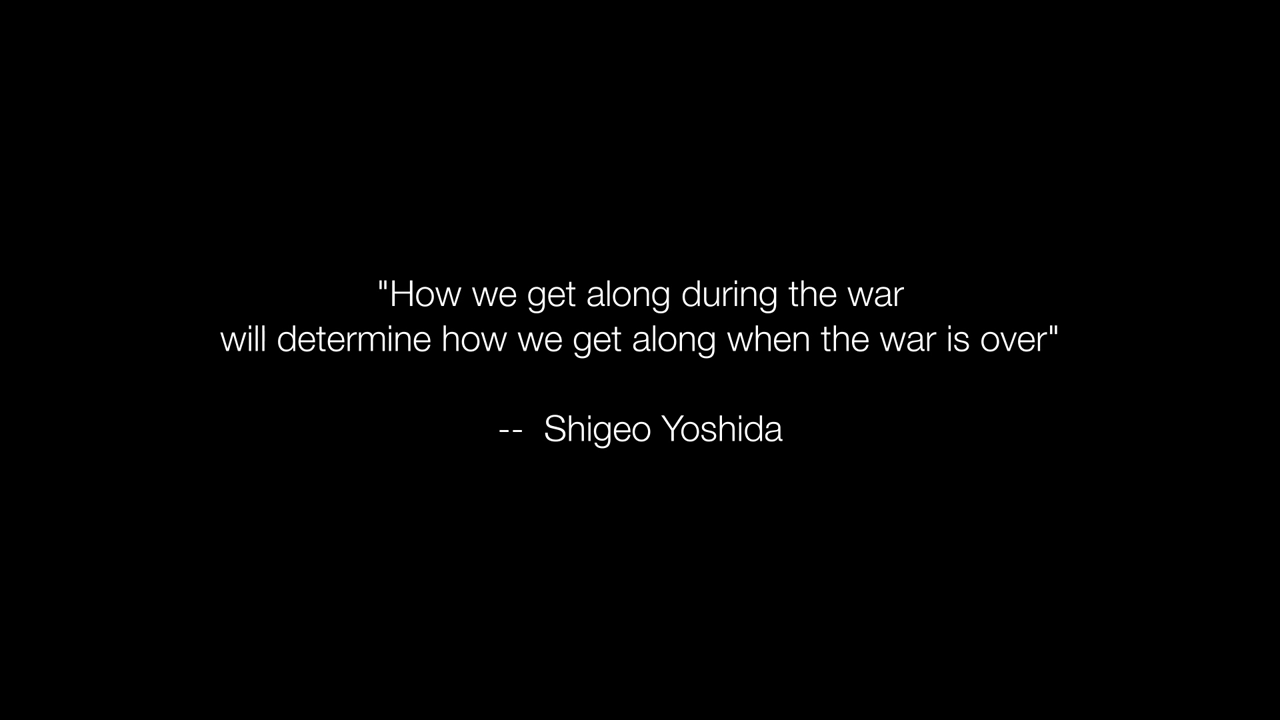 "How we get along during the war
will determine how we get along when the war is over"
--  Shigeo Yoshida